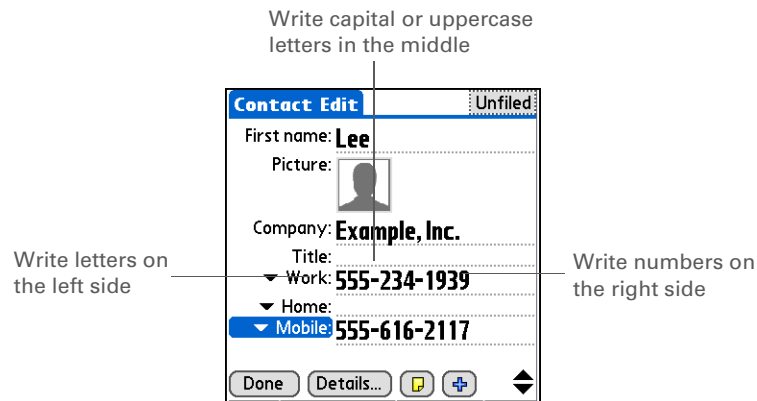 Write capital or uppercase
letters in the middle
Contact Edit Unfiled
First name: Lee
Picture:
Company: Example, Inc.
Title:
Work: 555-234-1939
Home:
Mobile: 555-616-2117
Write letters on
the left side
Write numbers on
the right side
Done Details...